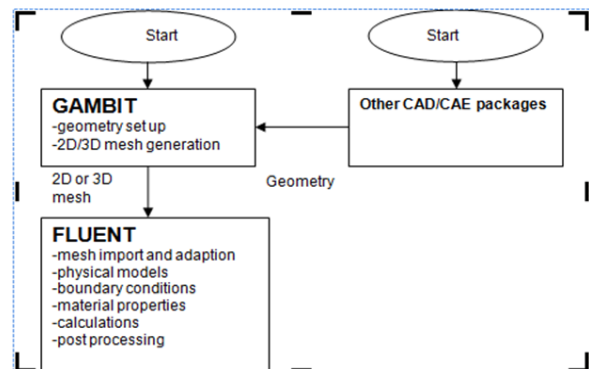 Start
Start
GAMBIT
-geometry set up
-2D/3D mesh generation
Other CAD/CAE packages
2D or 3D
mesh
Geometry
FLUENT
-mesh import and adaption
-physical models
-boundary conditions
-material properties
-calculations
-post processing